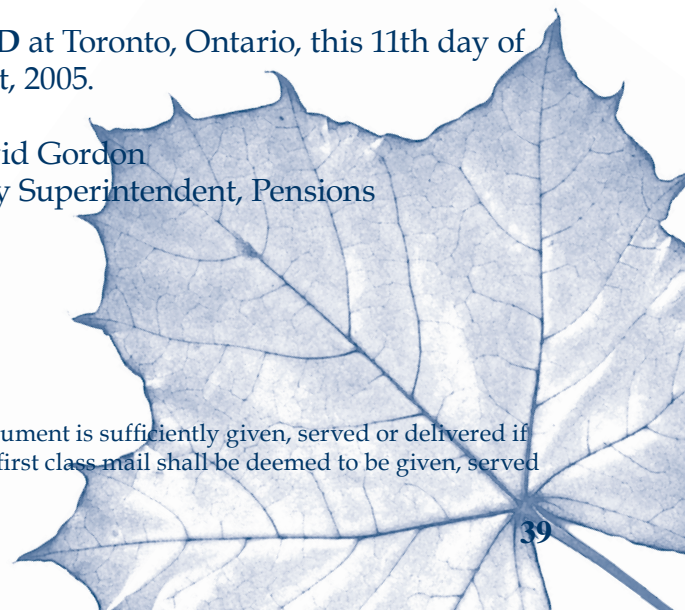 D at Toronto, Ontario, this 11th day of
t, 2005.
id Gordon
y Superintendent, Pensions
ument is sufficiently given, served or delivered if
first class mail shall be deemed to be given, served
39